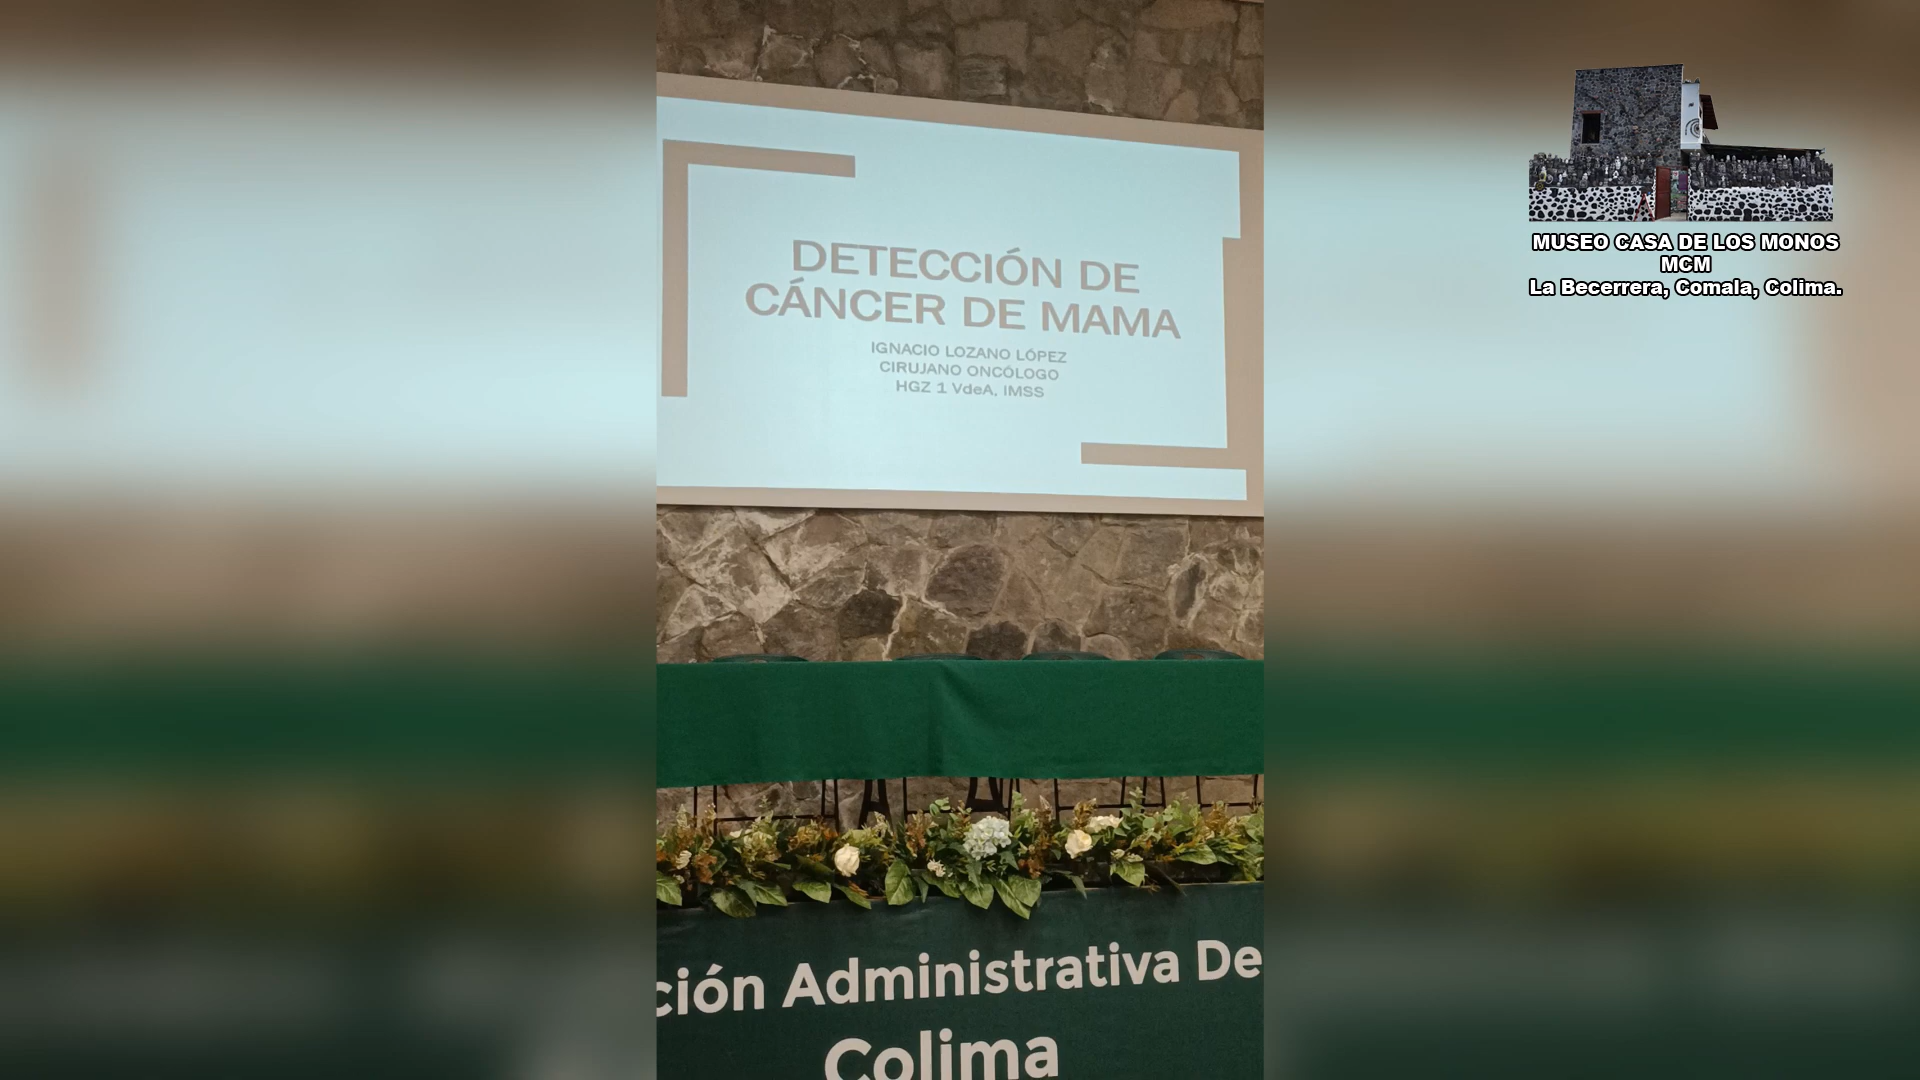 DETECCIÓN DE
CÁNCER DE MAMA
IGNACIO LOZANO LÓPEZ
CIRUJANO ONCÓLOGO
HGZ 1 VdeA, IMSS
MUSEO CASA DE LOS MONOS
MCM
La Becerrera, Comala, Colima.
ción Administrativa De
Colima